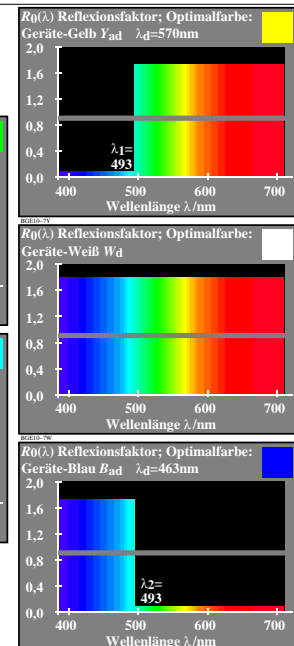 R0(λ) Reflexionsfaktor; Optimalfarbe:
Geräte-Gelb Yad λd=570nm
2,0
1,6
1,2
0,8
0,4
0,0
λ1=
493
400 500 600 700
Wellenlänge λ/nm
BGE10-7Y
R0(λ) Reflexionsfaktor; Optimalfarbe:
Geräte-Weiß Wd
2,0
1,6
1,2
0,8
0,4
0,0
400 500 600 700
Wellenlänge λ/nm
BGE10-7W
R0(λ) Reflexionsfaktor; Optimalfarbe:
Geräte-Blau Bad λd=463nm
2,0
1,6
1,2
0,8
0,4
0,0
λ2=
493
400 500 600 700
Wellenlänge λ/nm